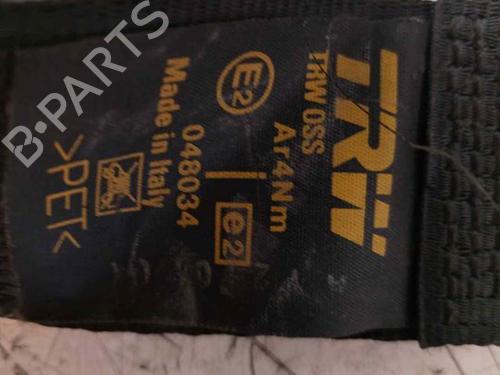 B-PARTS
TRW
TRW OSS
Ar4Nm
E2
i
e2
048034
Made in Italy
>PET<